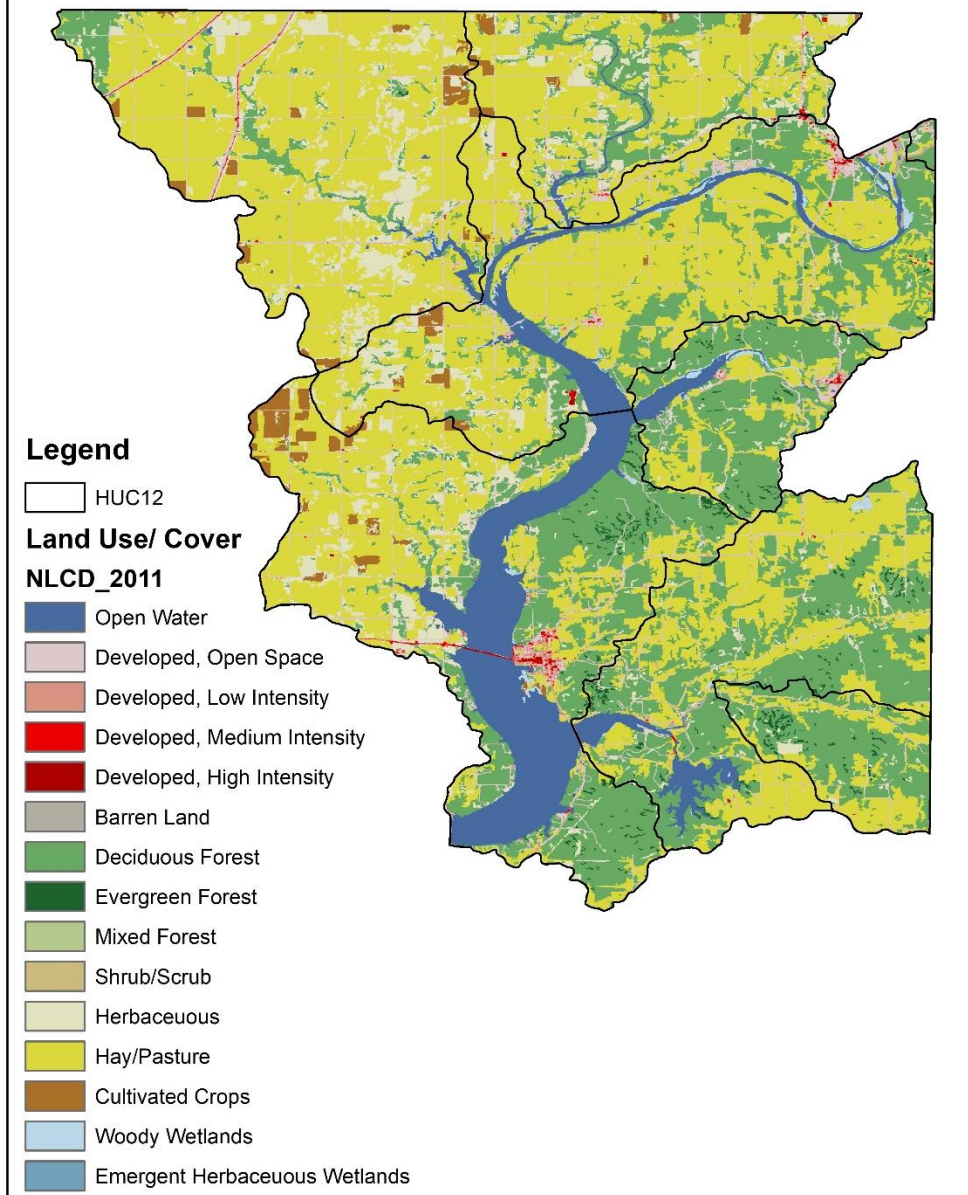 Legend
HUC12
Land Use/ Cover
NLCD_2011
Open Water
Developed, Open Space
Developed, Low Intensity
Developed, Medium Intensity
Developed, High Intensity
Barren Land
Deciduous Forest
Evergreen Forest
Mixed Forest
Shrub/Scrub
Herbaceuous
Hay/Pasture
Cultivated Crops
Woody Wetlands
Emergent Herbaceuous Wetlands